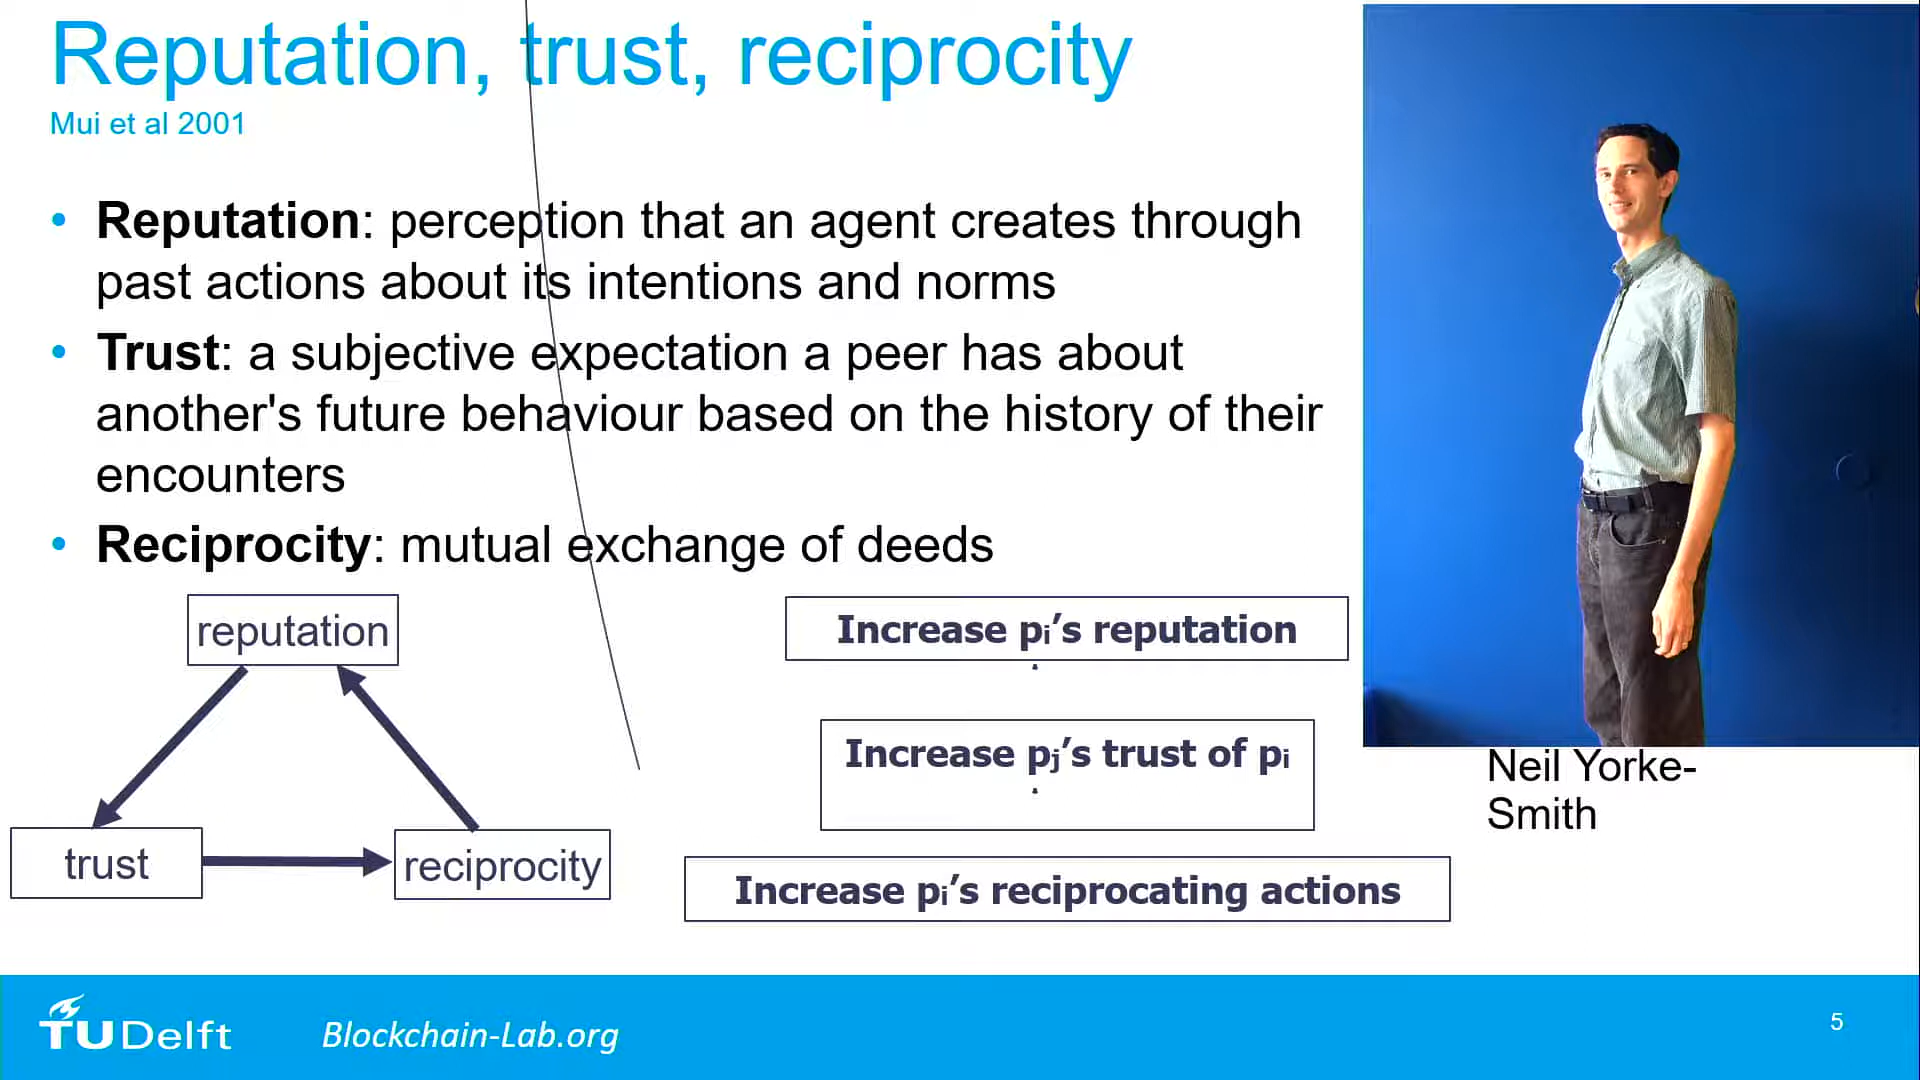 Reputation, trust, reciprocity
Mui et al 2001
• Reputation: perception that an agent creates through
past actions about its intentions and norms
• Trust: a subjective expectation a peer has about
another's future behaviour based on the history of their
encounters
• Reciprocity: mutual exchange of deeds
reputation
trust
reciprocity
Increase pi’s reputation
Increase pj’s trust of pi
Increase pi’s reciprocating actions
Neil Yorke-
Smith
TUDelft
Blockchain-Lab.org
5